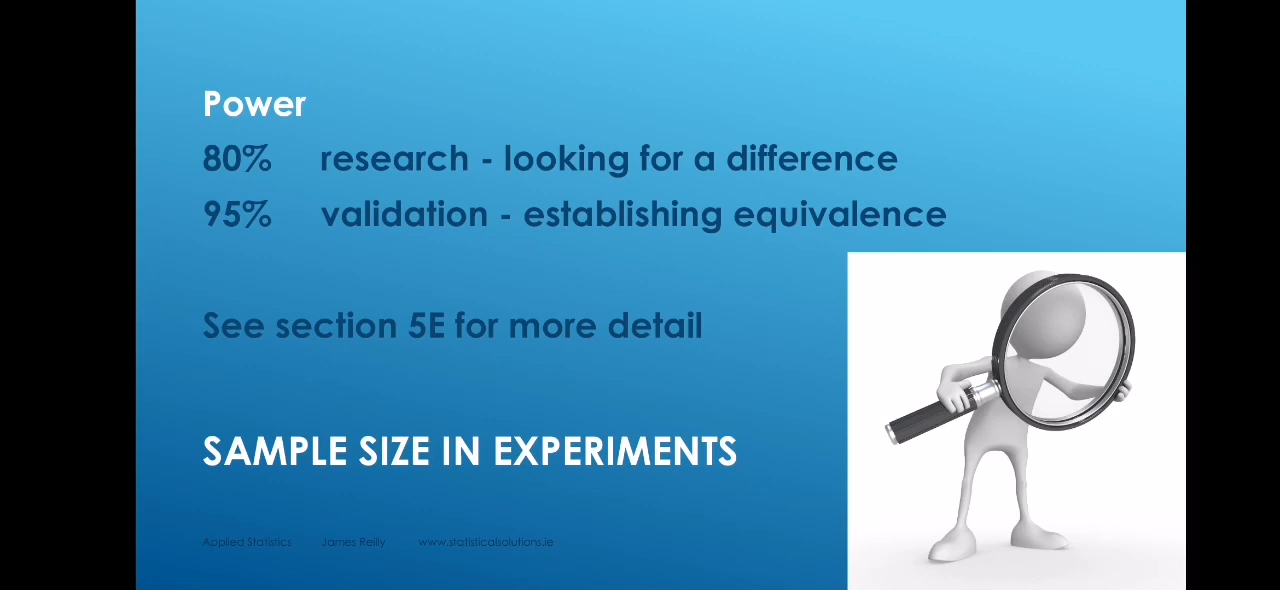 Power
80% research - looking for a difference
95% validation - establishing equivalence
See section 5E for more detail
SAMPLE SIZE IN EXPERIMENTS
Applied Statistics James Reilly www.statisticalsolutions.ie